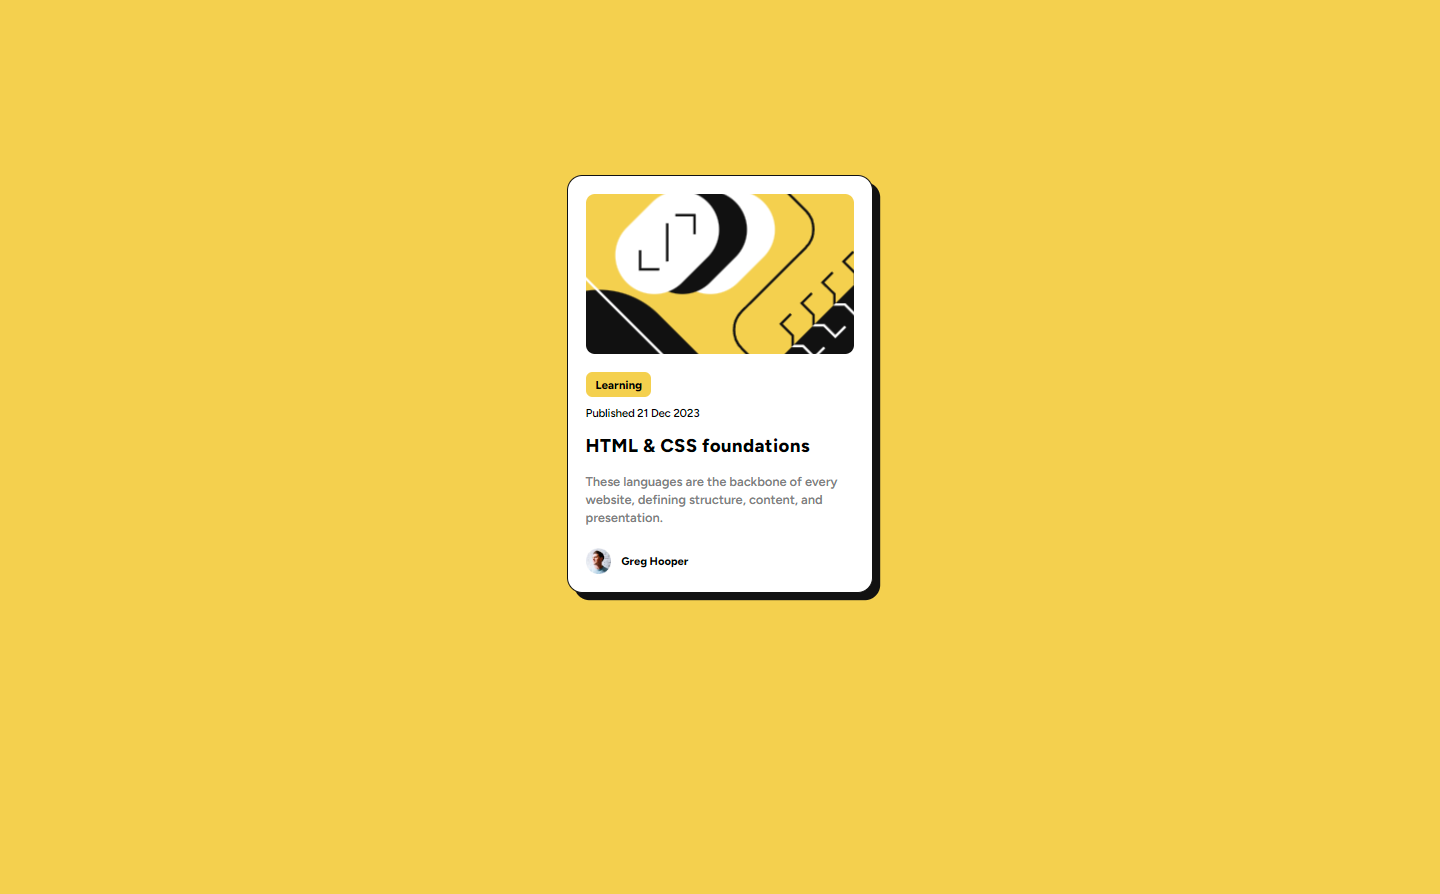 Learning
Published 21 Dec 2023
HTML & CSS foundations
These languages are the backbone of every
website, defining structure, content, and
presentation.
Greg Hooper